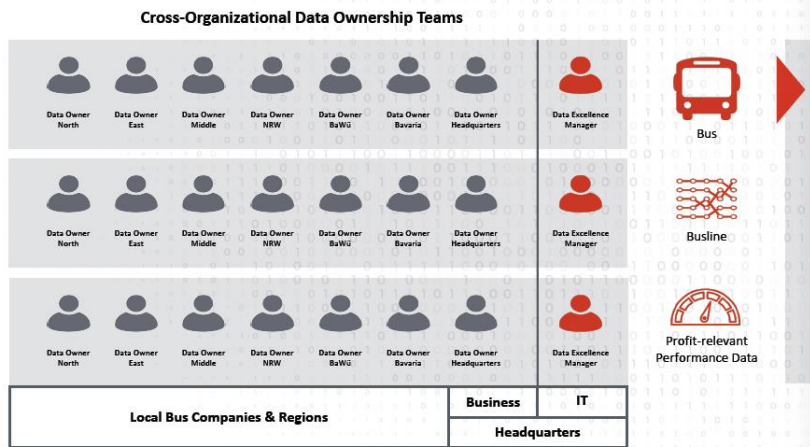 Cross-Organizational Data Ownership Teams
Data Owner North
Data Owner East
Data Owner Middle
Data Owner NRW
Data Owner BaWü
Data Owner Bavaria
Data Owner Headquarters
Data Excellence Manager
Bus
Data Owner North
Data Owner East
Data Owner Middle
Data Owner NRW
Data Owner BaWü
Data Owner Bavaria
Data Owner Headquarters
Data Excellence Manager
Busline
Data Owner North
Data Owner East
Data Owner Middle
Data Owner NRW
Data Owner BaWü
Data Owner Bavaria
Data Owner Headquarters
Data Excellence Manager
Profit-relevant
Performance Data
Local Bus Companies & Regions
Business
IT
Headquarters